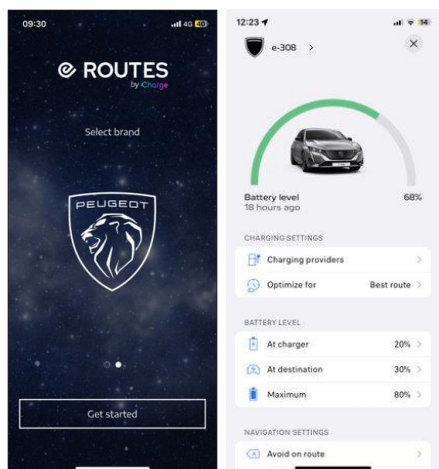 09:30
4G 40
ROUTES
by Charge
Select brand
PEUGEOT
Get started
12:23
14
e-308 >
Battery level
18 hours ago
68%
CHARGING SETTINGS
Charging providers
Optimize for Best route
BATTERY LEVEL
At charger 20%
At destination 30%
Maximum 80%
NAVIGATION SETTINGS
Avoid on route